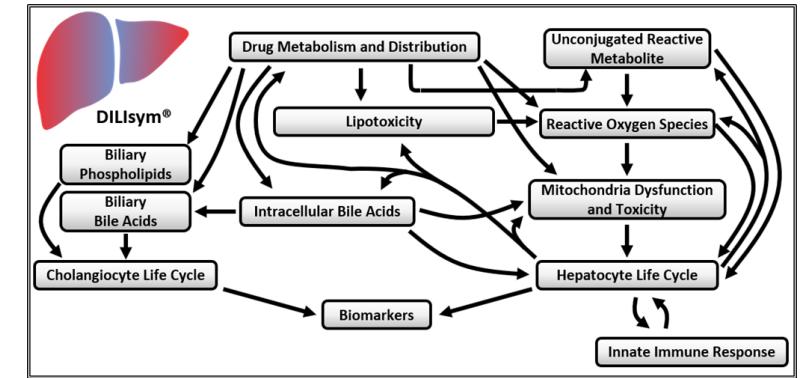 DILIsym®
Drug Metabolism and Distribution
Unconjugated Reactive
Metabolite
Lipotoxicity
Reactive Oxygen Species
Biliary
Phospholipids
Biliary
Bile Acids
Intracellular Bile Acids
Mitochondria Dysfunction
and Toxicity
Cholangiocyte Life Cycle
Hepatocyte Life Cycle
Biomarkers
Innate Immune Response